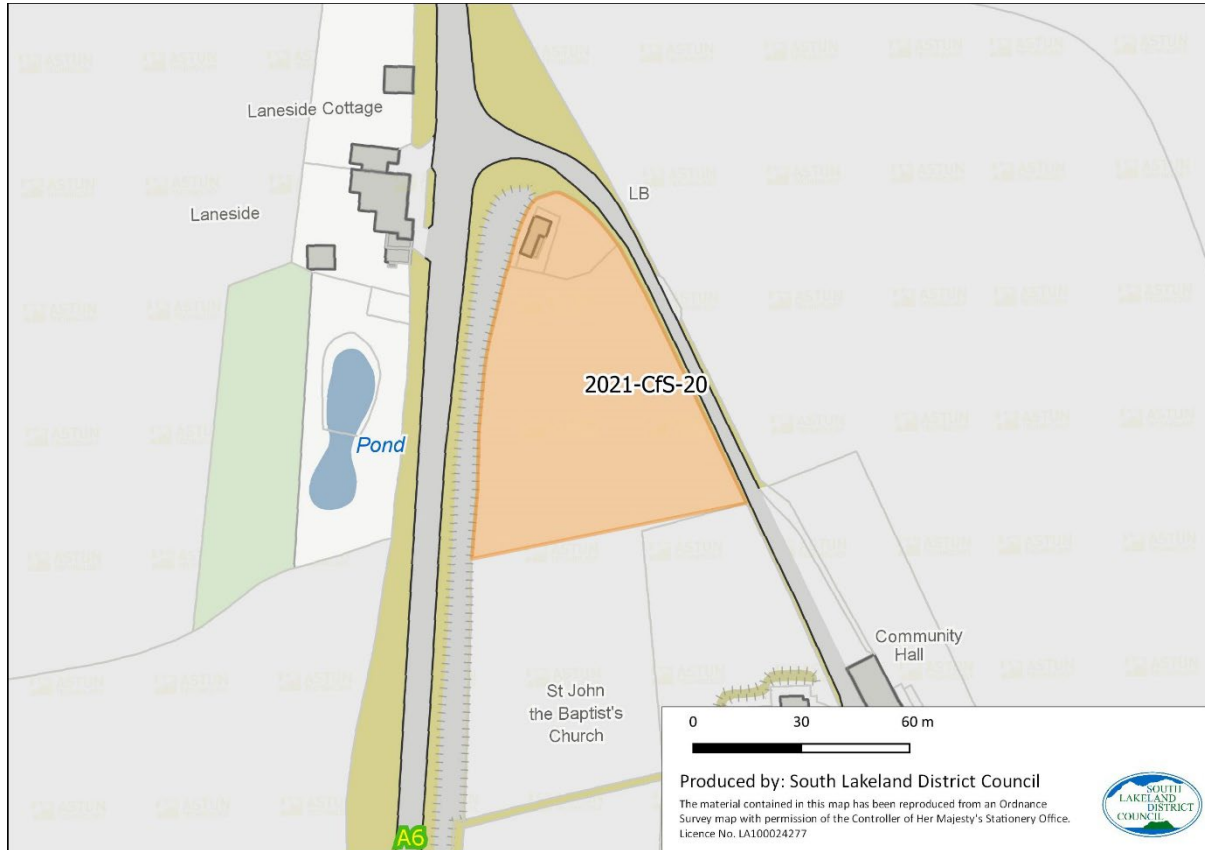 Laneside Cottage
Laneside
LB
2021-CfS-20
Pond
Community
Hall
St John
the Baptist's
Church
A6
0 30 60 m
Produced by: South Lakeland District Council
The material contained in this map has been reproduced from an Ordnance
Survey map with permission of the Controller of Her Majesty's Stationery Office.
Licence No. LA100024277
SOUTH
LAKELAND
DISTRICT
COUNCIL
ASTUN